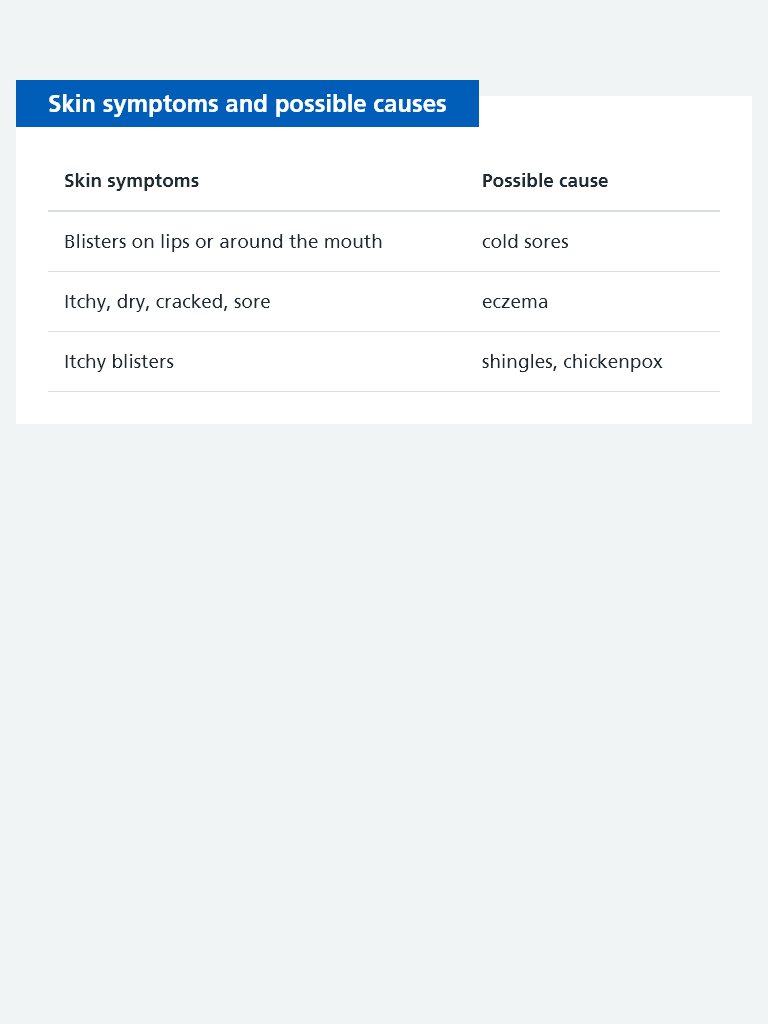 Skin symptoms and possible causes
Skin symptoms Possible cause
Blisters on lips or around the mouth cold sores
Itchy, dry, cracked, sore eczema
Itchy blisters shingles, chickenpox